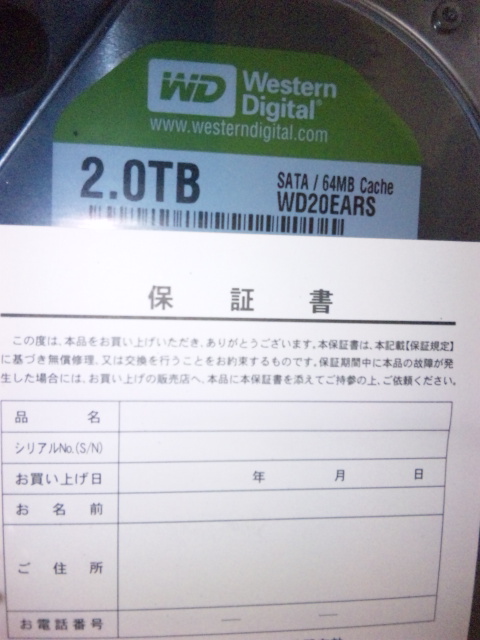 WD Western
Digital®
www.westerndigital.com
2.0TB
SATA / 64MB Cache
WD20EARS
保証書
この度は、本品をお買い上げいただき、ありがとうございます。本保証書は、本記載【保証規定】
に基づき無償修理、又は交換を行うことをお約束するものです。保証期間中に本品の故障が発
生した場合には、お買い上げの販売店へ、本品に本保証書を添えてご持参の上、ご依頼ください。
品名
シリアルNo.(S/N)
お買い上げ日 年 月 日
お名前
ご住所
お電話番号 — —